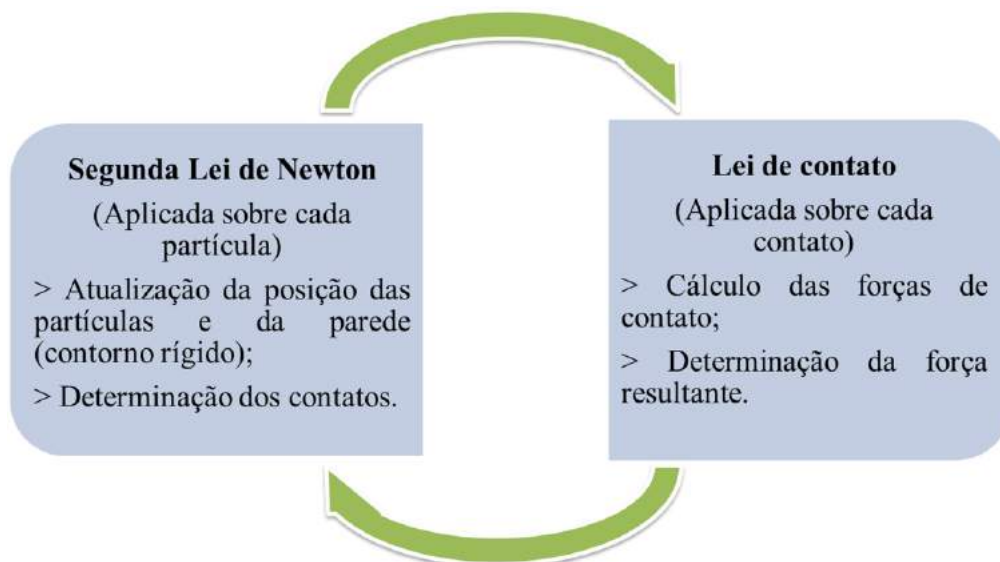 Segunda Lei de Newton
(Aplicada sobre cada
partícula)
> Atualização da posição das
partículas e da parede
(contorno rígido);
> Determinação dos contatos.
Lei de contato
(Aplicada sobre cada
contato)
> Cálculo das forças de
contato;
> Determinação da força
resultante.